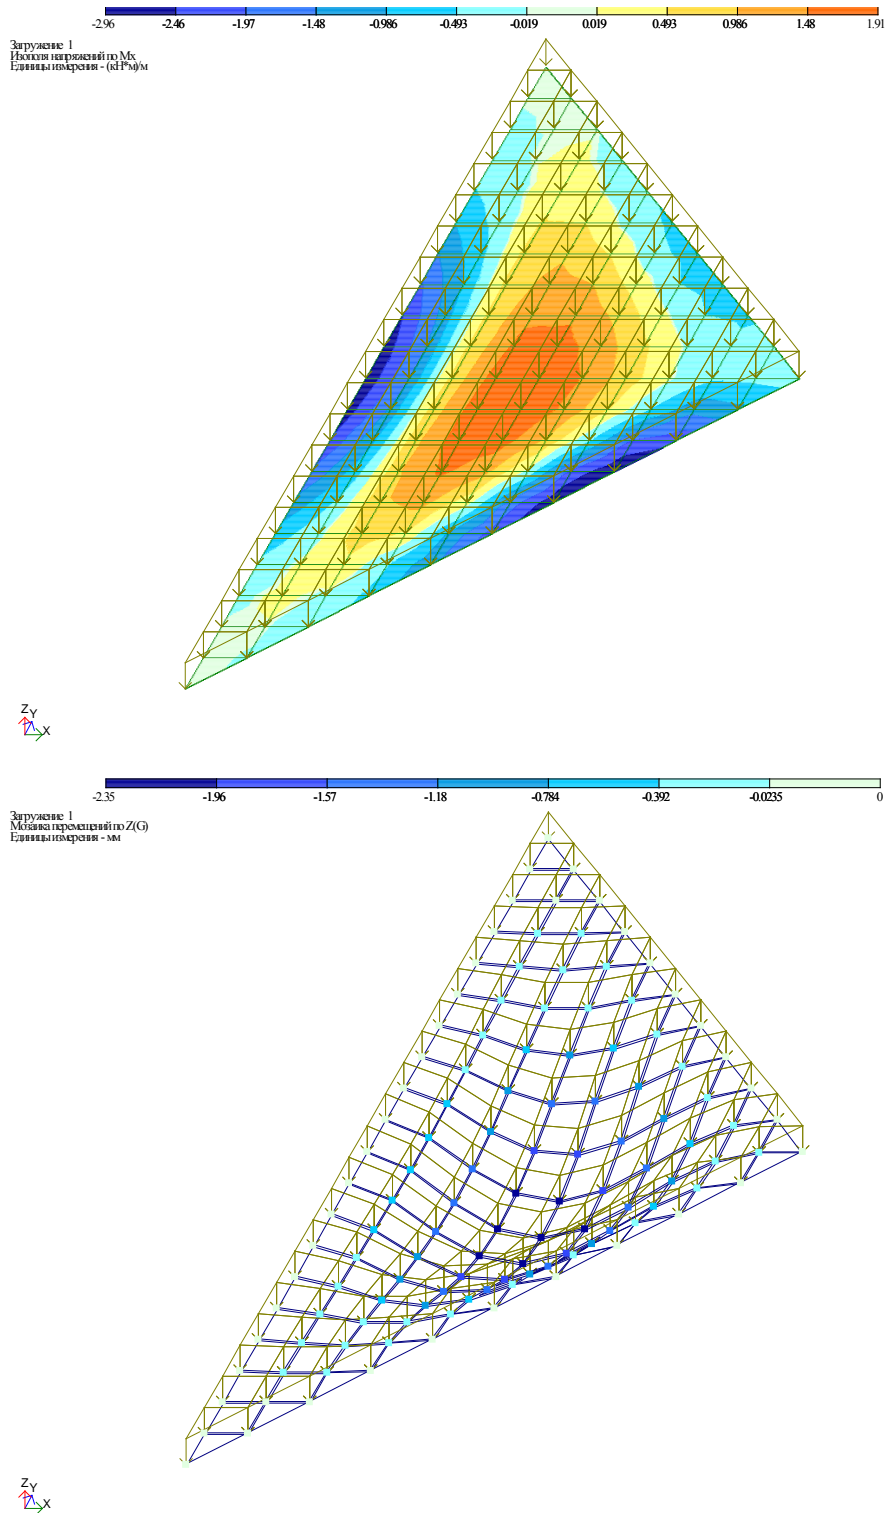 -2.96 -2.46 -1.97 -1.48 -0.986 -0.493 -0.019 0.019 0.493 0.986 1.48 1.91
Загружение 1
Изополя напряжений по Mx
Единицы измерения - (кН*м)/м
Z Y
X
-2.35 -1.96 -1.57 -1.18 -0.784 -0.392 -0.0235 0
Загружение 1
Мозаика перемещений по Z(G)
Единицы измерения - мм
Z Y
X